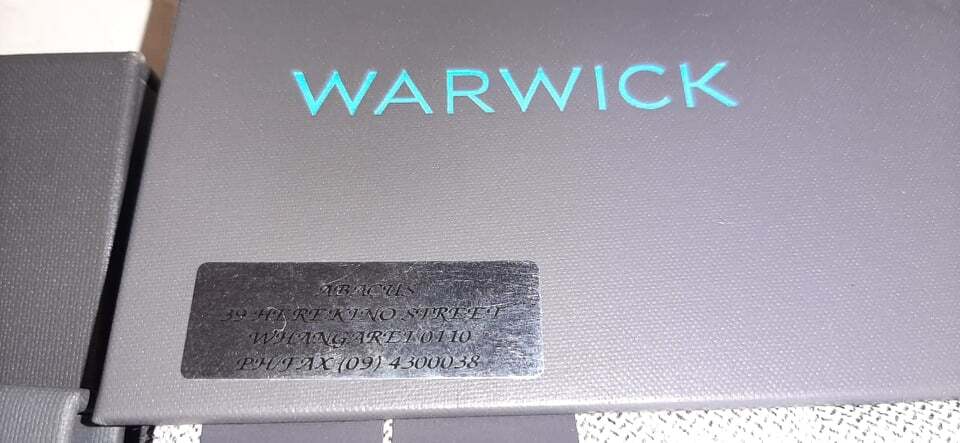 WARWICK
ABACUS
39 HEREKINO STREET
WHANGAREI 0110
PH/FAX (09) 4300038